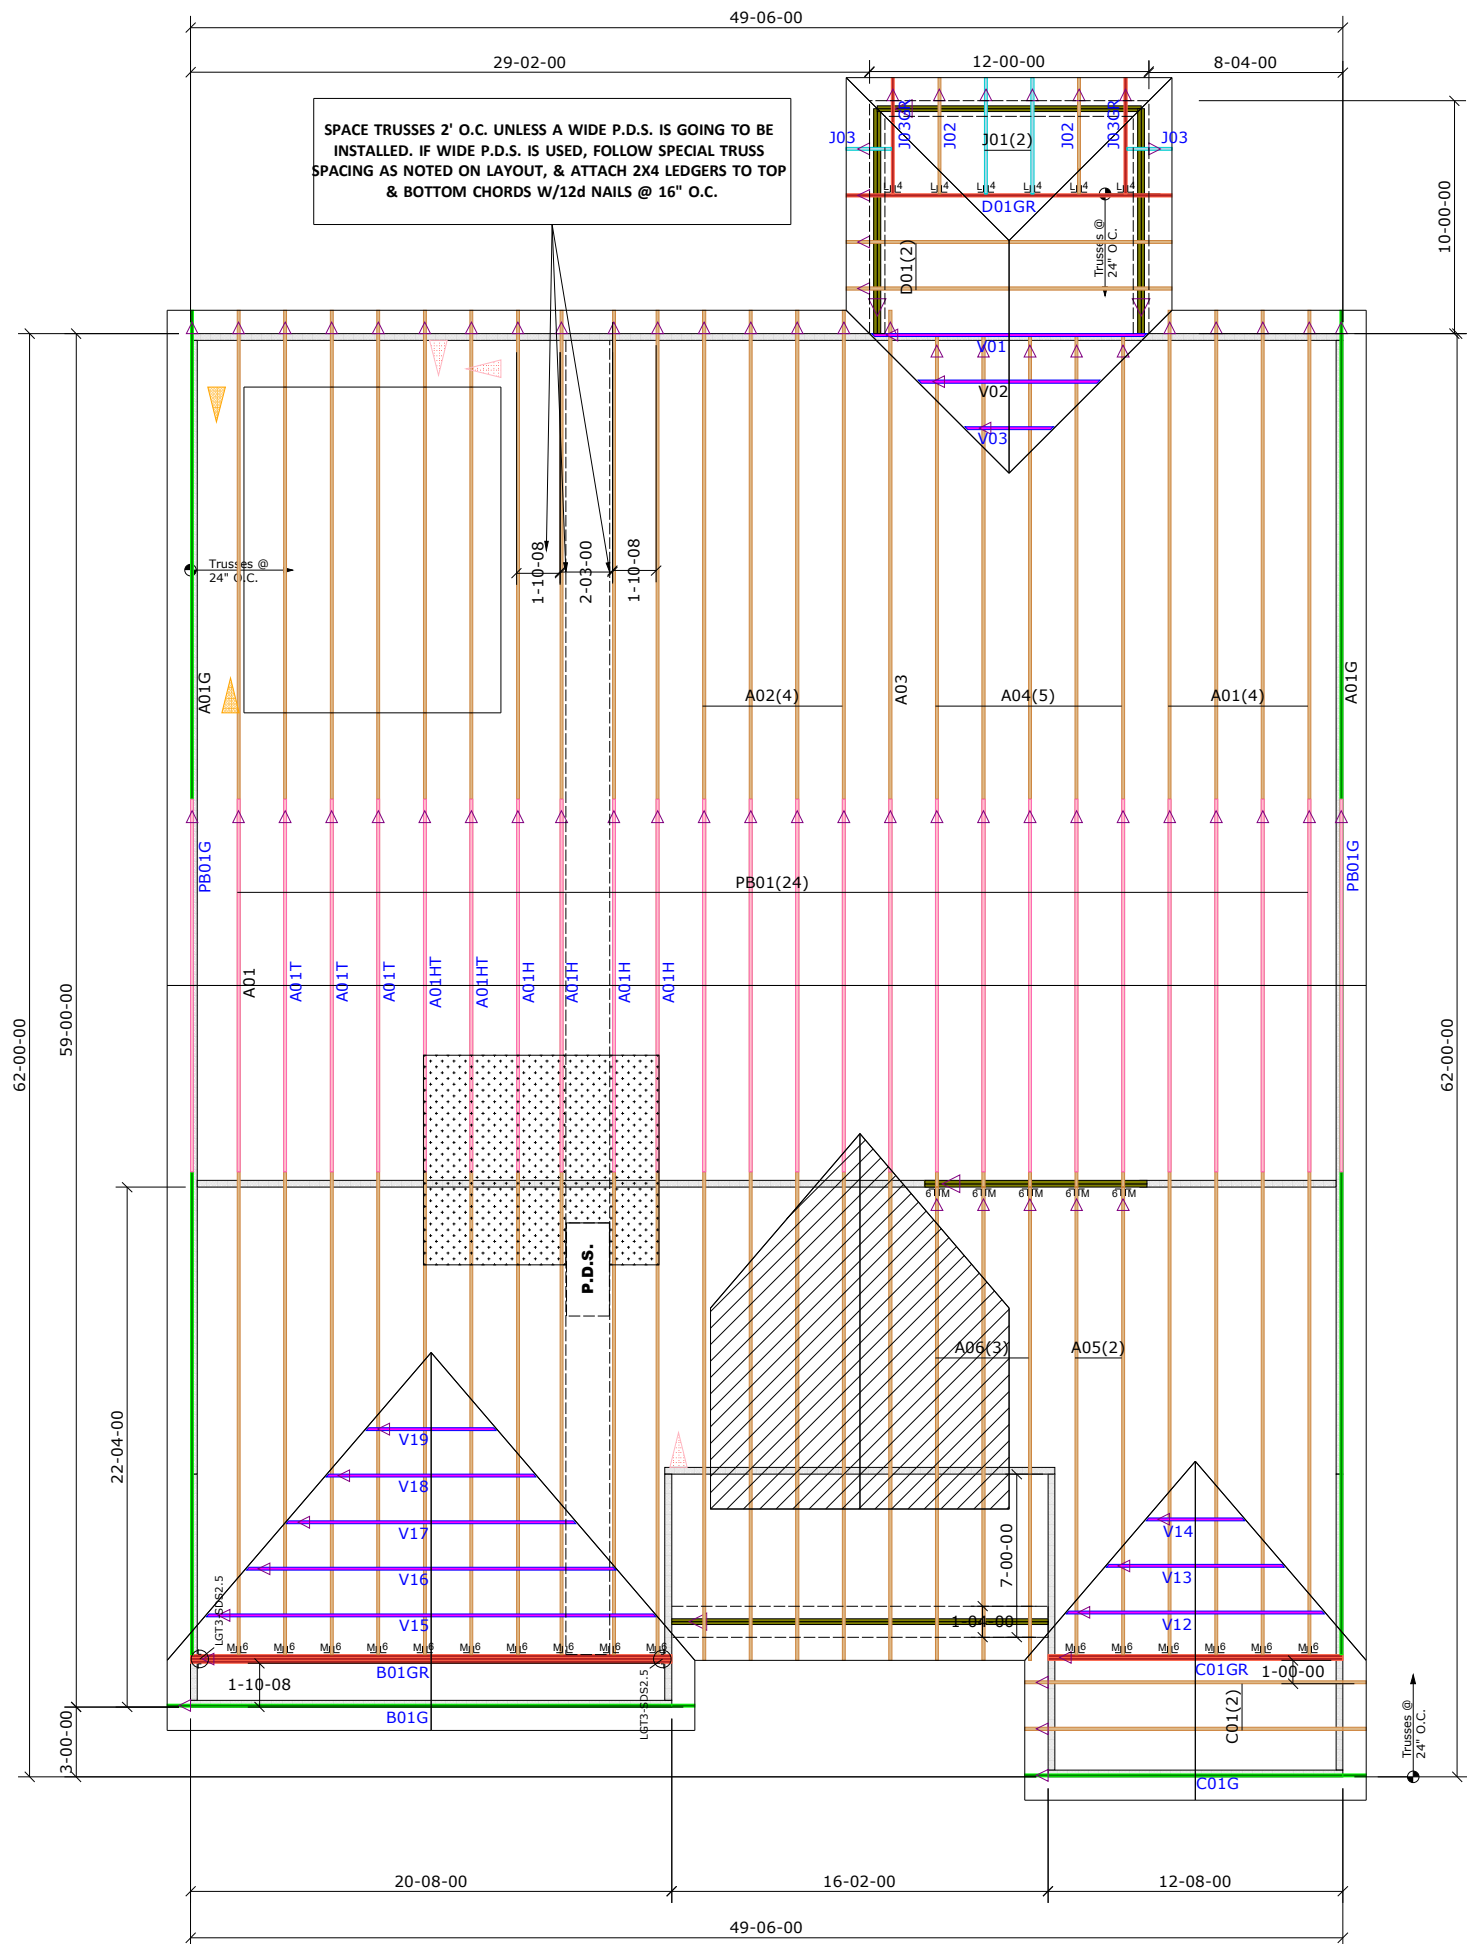 49-06-00
29-02-00
12-00-00
8-04-00
SPACE TRUSSES 2' O.C. UNLESS A WIDE P.D.S. IS GOING TO BE
INSTALLED. IF WIDE P.D.S. IS USED, FOLLOW SPECIAL TRUSS
SPACING AS NOTED ON LAYOUT, & ATTACH 2X4 LEDGERS TO TOP
& BOTTOM CHORDS W/12d NAILS @ 16" O.C.
J03
J03GR
J02
J01(2)
J02
J03GR
J03
D01GR
D01(2)
Trusses @
24" O.C.
10-00-00
V01
V02
V03
1-10-08
2-03-00
1-10-08
Trusses @
24" O.C.
A01G
A02(4)
A03
A04(5)
A01(4)
A01G
PB01G
PB01(24)
PB01G
A01
A01T
A01T
A01T
A01HT
A01HT
A01H
A01H
A01H
A01H
62-00-00
59-00-00
62-00-00
P.D.S.
A06(3)
A05(2)
22-04-00
V19
V18
V17
V16
V15
V14
V13
V12
7-00-00
1-04-00
LGT3-SDS2.5
B01GR
1-10-08
LGT3-SDS2.5
B01G
C01GR
1-00-00
C01(2)
C01G
Trusses @
24" O.C.
3-00-00
20-08-00
16-02-00
12-08-00
49-06-00